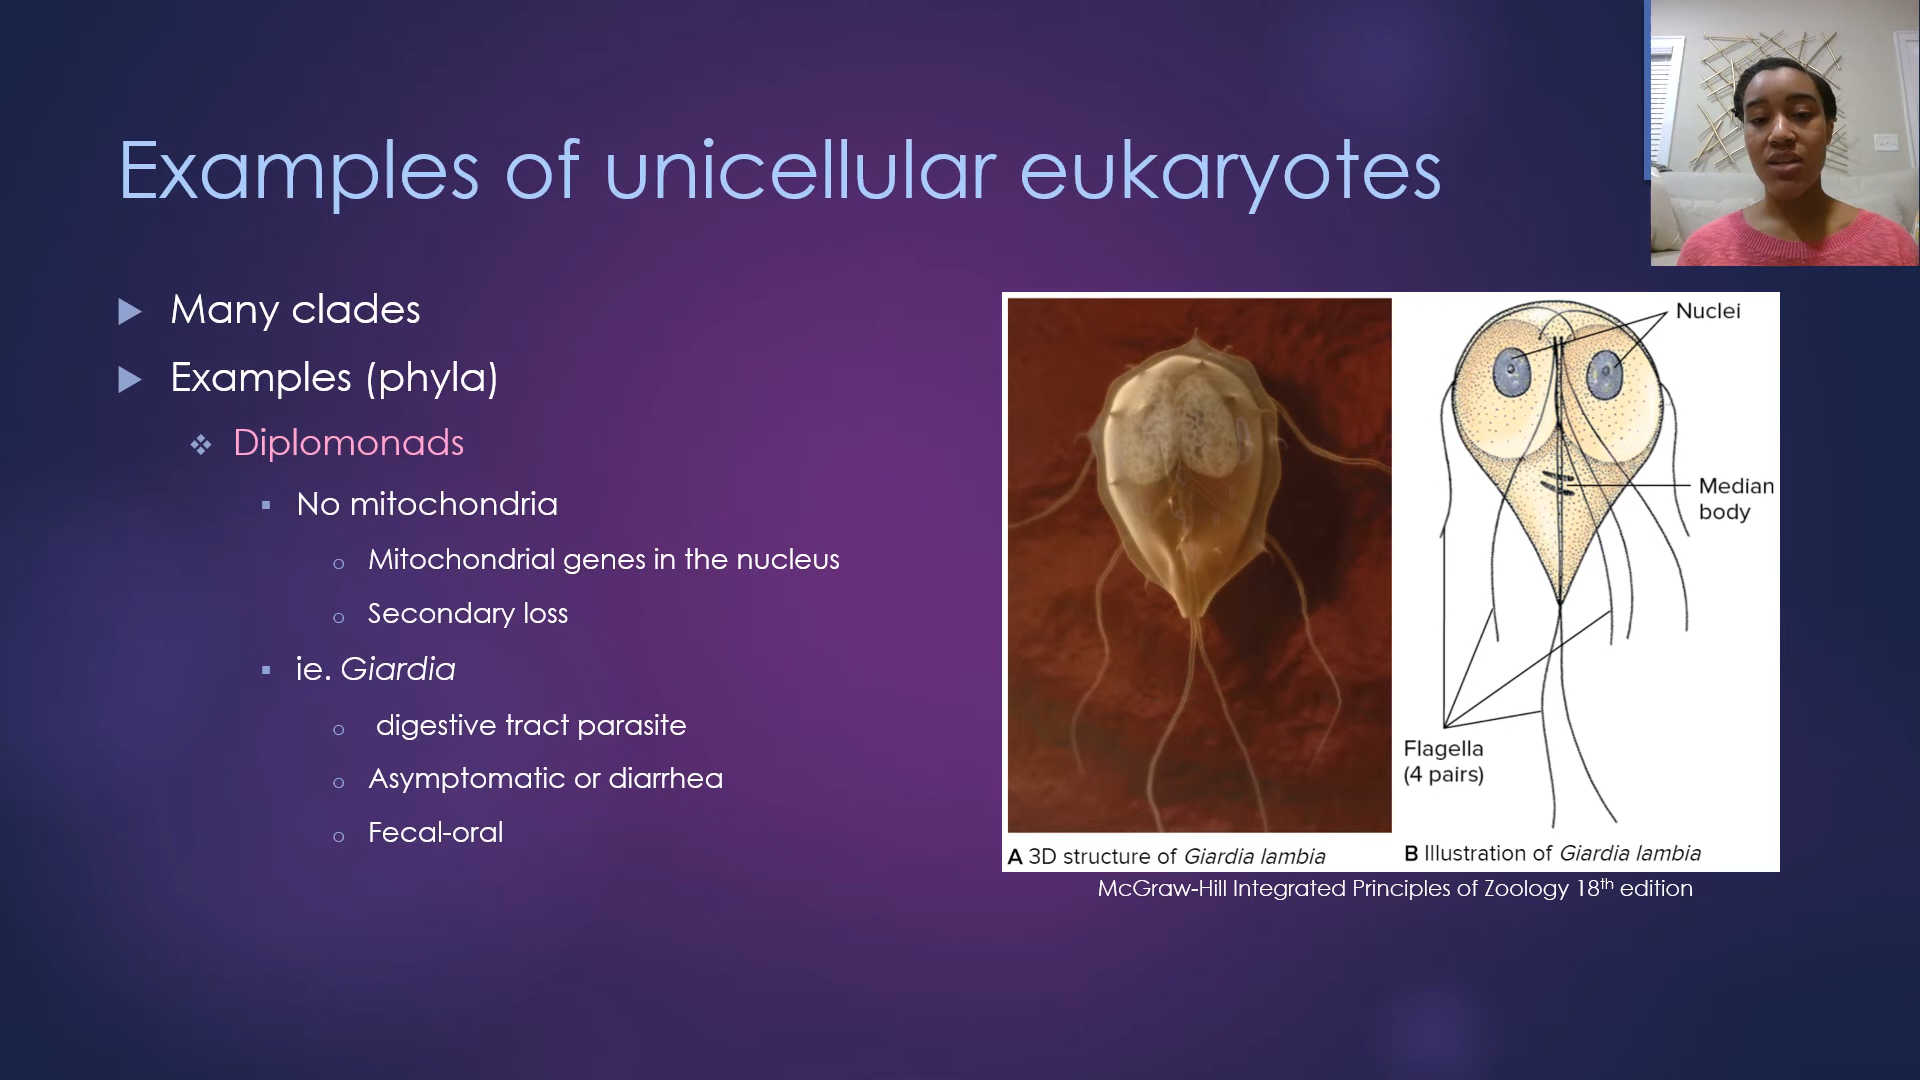 Examples of unicellular eukaryotes
Many clades
Examples (phyla)
Diplomonads
No mitochondria
Mitochondrial genes in the nucleus
Secondary loss
ie. Giardia
digestive tract parasite
Asymptomatic or diarrhea
Fecal-oral
Nuclei
Median
body
Flagella
(4 pairs)
A 3D structure of Giardia lambia
B Illustration of Giardia lambia
McGraw-Hill Integrated Principles of Zoology 18th edition